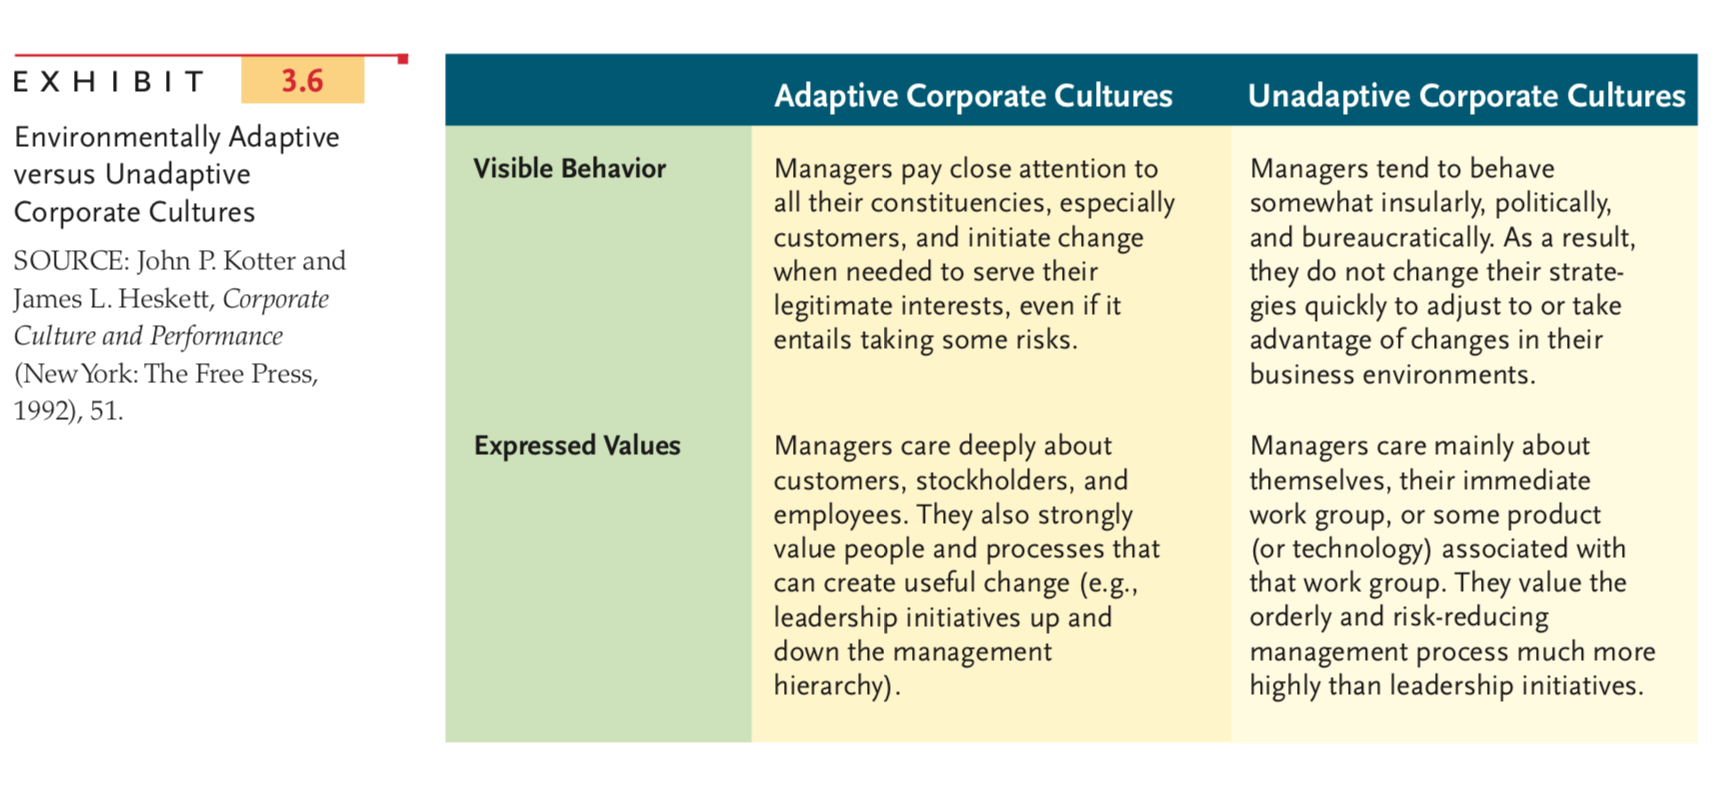 EXHIBIT 3.6
Environmentally Adaptive
versus Unadaptive
Corporate Cultures
SOURCE: John P. Kotter and
James L. Heskett, Corporate
Culture and Performance
(New York: The Free Press,
1992), 51.
Adaptive Corporate Cultures
Unadaptive Corporate Cultures
Visible Behavior
Managers pay close attention to
all their constituencies, especially
customers, and initiate change
when needed to serve their
legitimate interests, even if it
entails taking some risks.
Managers tend to behave
somewhat insularly, politically,
and bureaucratically. As a result,
they do not change their strate-
gies quickly to adjust to or take
advantage of changes in their
business environments.
Expressed Values
Managers care deeply about
customers, stockholders, and
employees. They also strongly
value people and processes that
can create useful change (e.g.,
leadership initiatives up and
down the management
hierarchy).
Managers care mainly about
themselves, their immediate
work group, or some product
(or technology) associated with
that work group. They value the
orderly and risk-reducing
management process much more
highly than leadership initiatives.